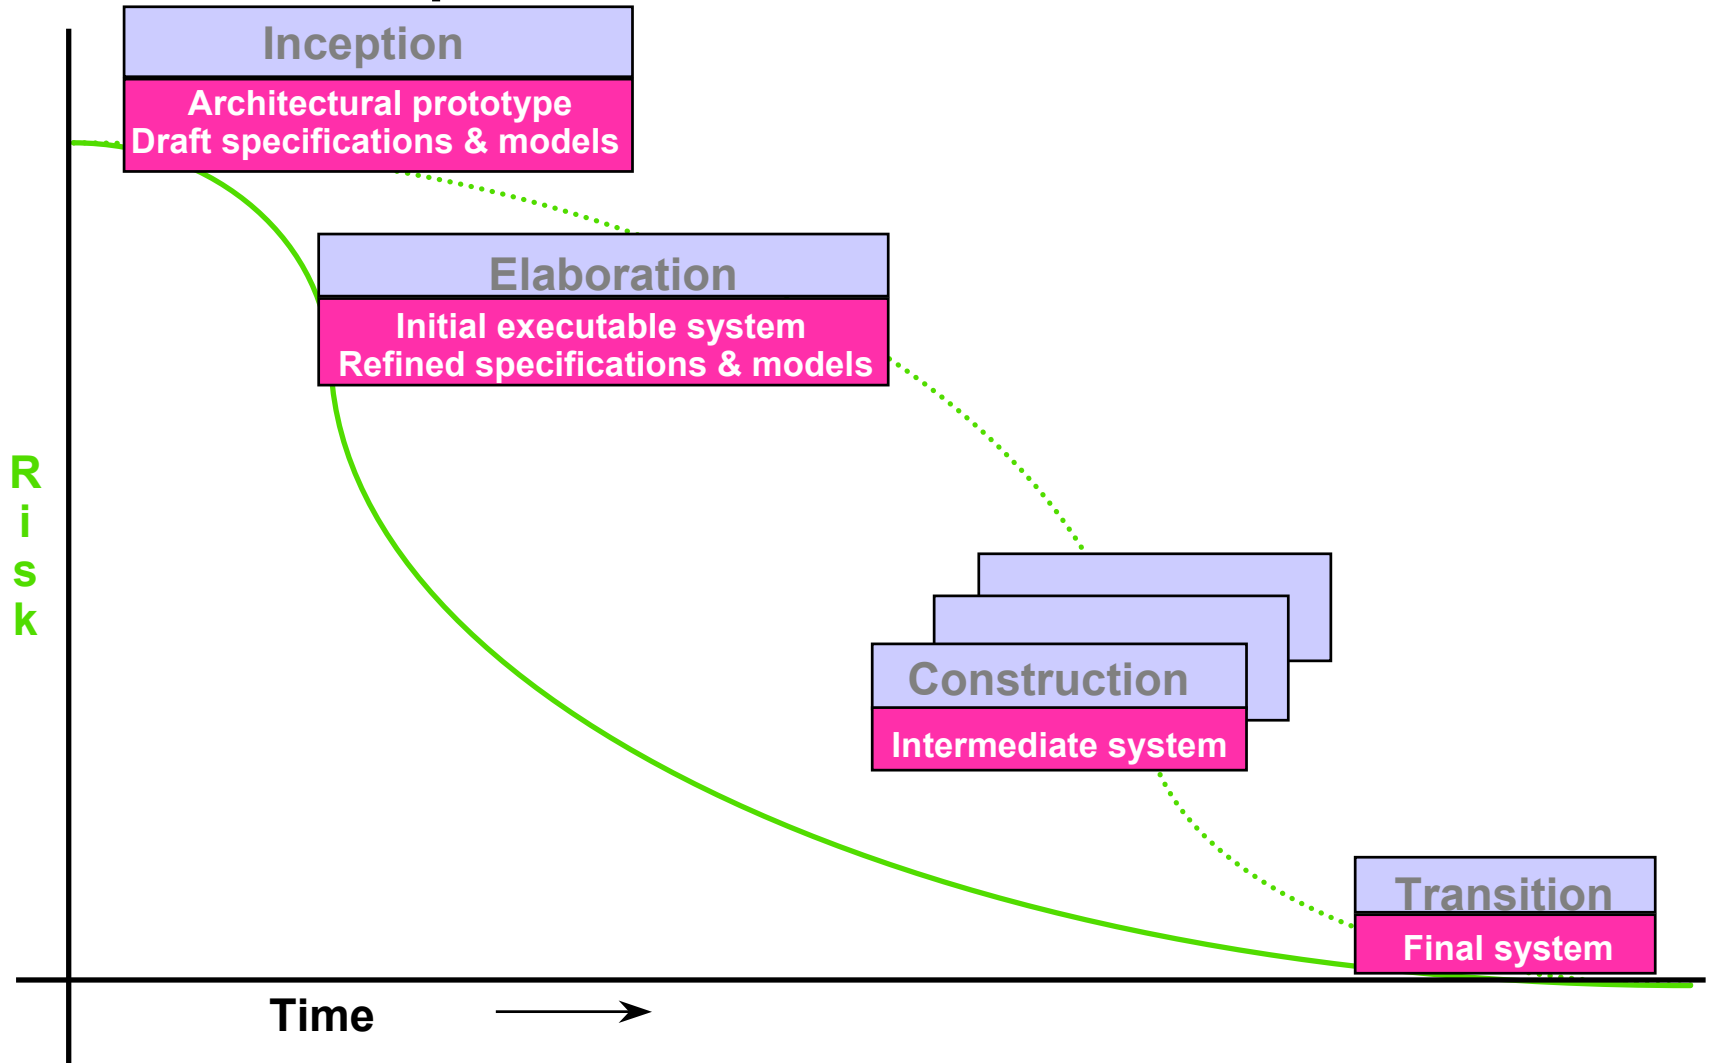 Inception
Architectural prototype
Draft specifications & models
Elaboration
Initial executable system
Refined specifications & models
Risk
Construction
Intermediate system
Transition
Final system
Time